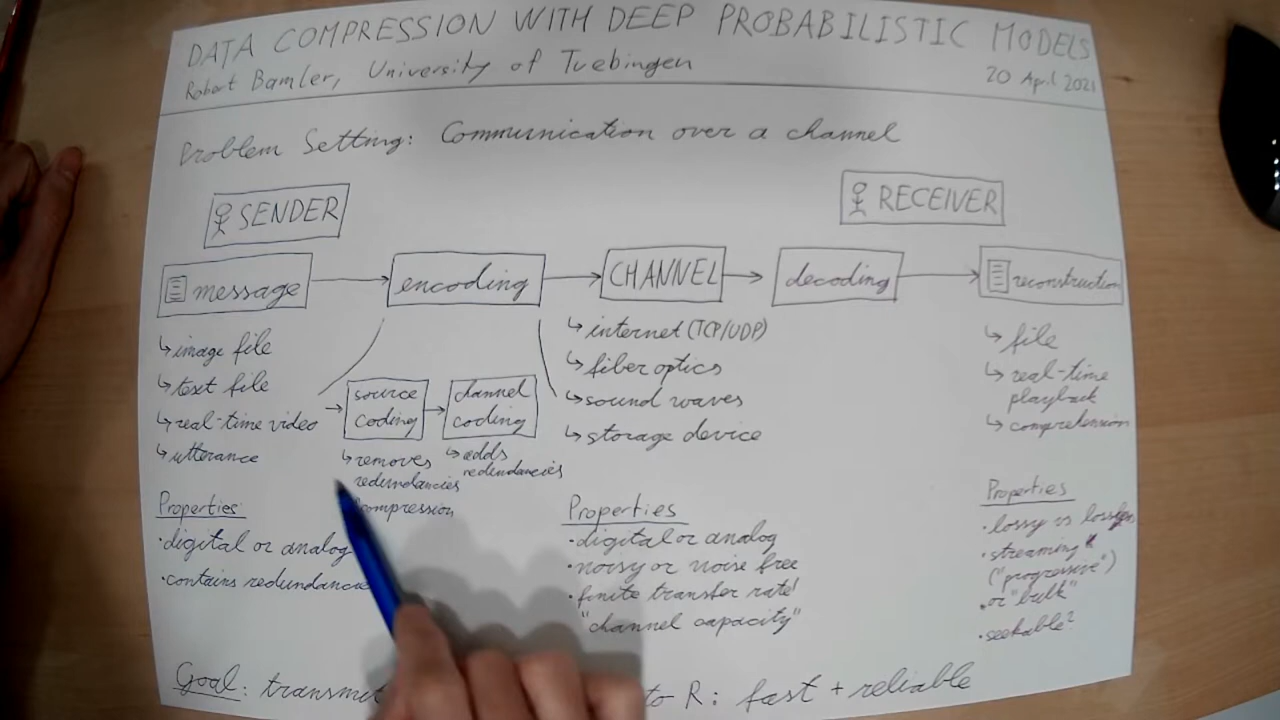 DATA COMPRESSION WITH DEEP PROBABILISTIC MODELS
Robert Bamler, University of Tuebingen
20 April 2021
Problem Setting: Communication over a channel
SENDER
RECEIVER
message
encoding
CHANNEL
decoding
reconstruction
↳ image file
↳ text file
↳ real-time video
↳ utterance
Properties
· digital or analog
· contains redundancies
source
coding
channel
coding
↳ removes
redundancies
compression
↳ adds
redundancies
↳ internet (TCP/UDP)
↳ fiber optics
↳ sound waves
↳ storage device
Properties
· digital or analog
· noisy or noise free
· finite transfer rate
"channel capacity"
↳ file
↳ real-time
playback
↳ comprehension
Properties
· lossy vs lossless
· streaming
("progressive")
· or "bulk"
· seekable?
Goal: transmit to R: fast + reliable